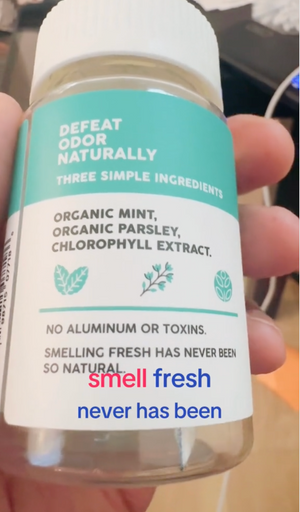 DEFEAT
ODOR
NATURALLY
THREE SIMPLE INGREDIENTS
ORGANIC MINT,
ORGANIC PARSLEY,
CHLOROPHYLL EXTRACT.
NO ALUMINUM OR TOXINS.
SMELLING FRESH HAS NEVER BEEN
SO NATURAL.
smell fresh
never has been